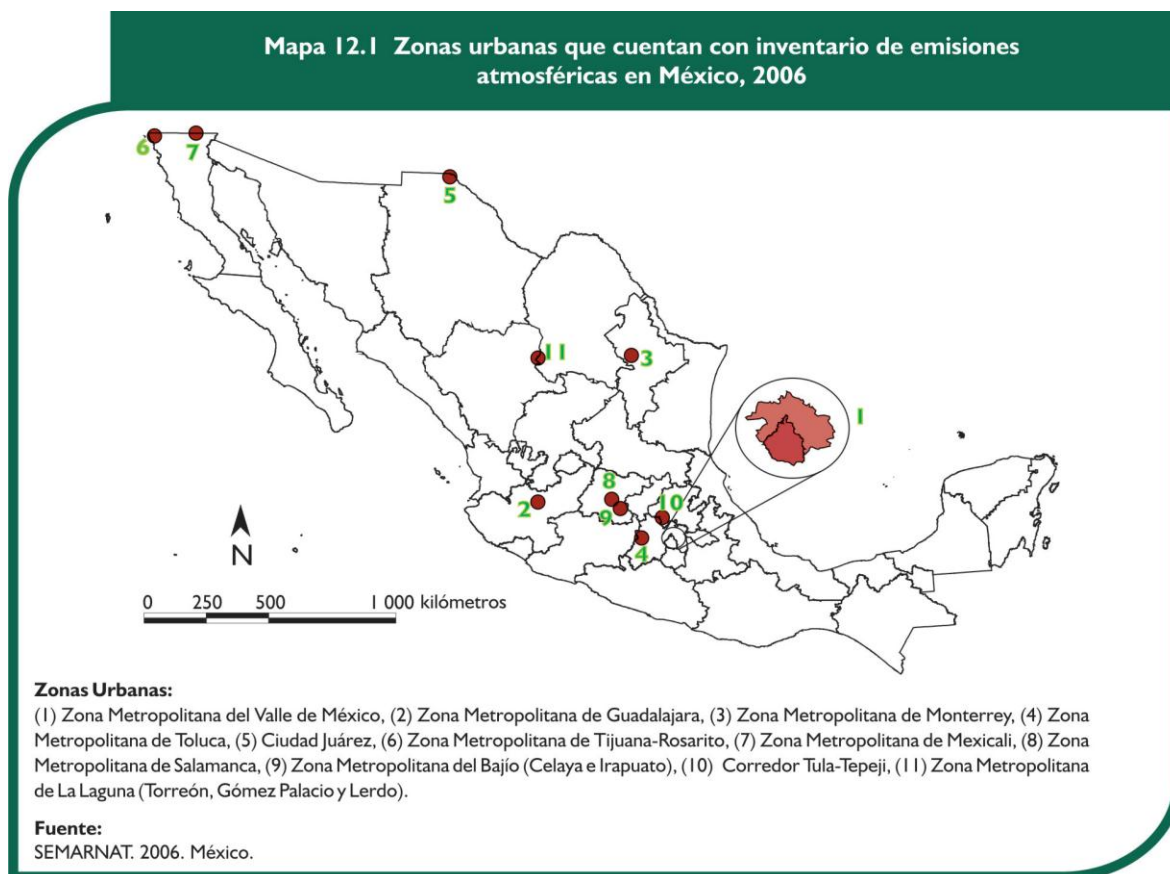 Mapa 12.1 Zonas urbanas que cuentan con inventario de emisiones
atmosféricas en México, 2006
6
7
5
11
3
1
8
2
9
10
4
N
0 250 500 1 000 kilómetros
Zonas Urbanas:
(1) Zona Metropolitana del Valle de México, (2) Zona Metropolitana de Guadalajara, (3) Zona Metropolitana de Monterrey, (4) Zona
Metropolitana de Toluca, (5) Ciudad Juárez, (6) Zona Metropolitana de Tijuana-Rosarito, (7) Zona Metropolitana de Mexicali, (8) Zona
Metropolitana de Salamanca, (9) Zona Metropolitana del Bajío (Celaya e Irapuato), (10) Corredor Tula-Tepeji, (11) Zona Metropolitana
de La Laguna (Torreón, Gómez Palacio y Lerdo).
Fuente:
SEMARNAT. 2006. México.